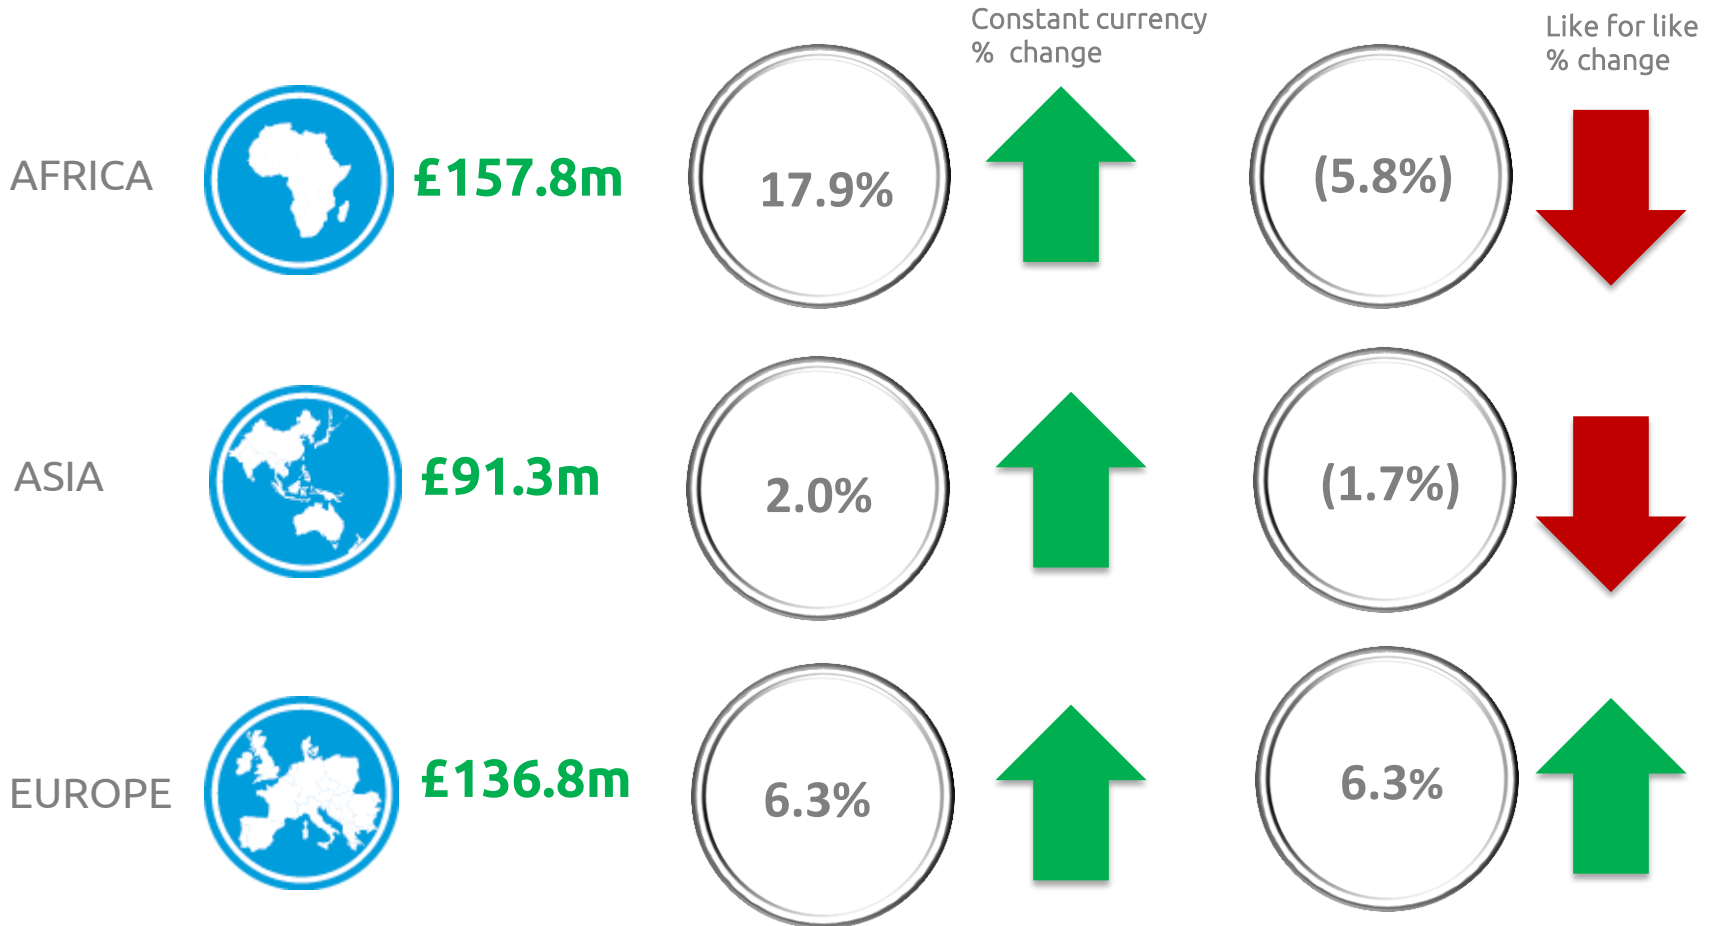 Constant currency
% change
Like for like
% change
AFRICA
£157.8m
17.9%
(5.8%)
ASIA
£91.3m
2.0%
(1.7%)
EUROPE
£136.8m
6.3%
6.3%